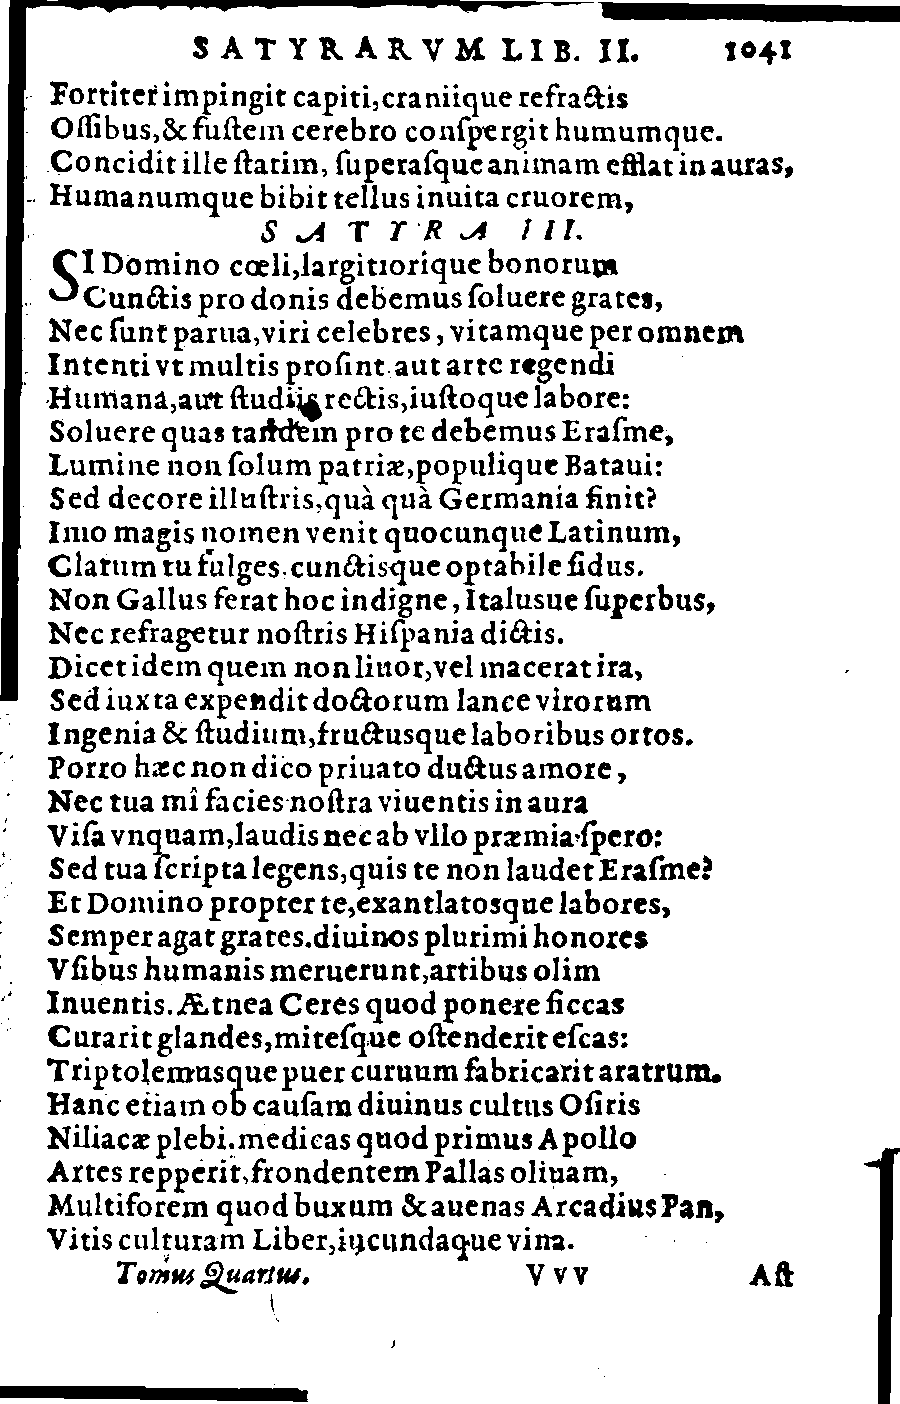 SATYRARVM LIB. II. 1041
Fortiter impingit capiti,craniique refractis
Oſſibus,& fuſtem cerebro conſpergit humumque.
Concidit ille ſtatim, ſuperaſque animam efflat in auras,
Humanumque bibit tellus inuita cruorem,
SATYRA III.
SI Domino cœli,largitiorique bonorum
Cunctis pro donis debemus ſoluere grates,
Nec ſunt parua,viri celebres, vitamque per omnem
Intenti vt multis proſint aut arte regendi
Humana,aut ſtudiis rectis,iuſtoque labore:
Soluere quas tandem pro te debemus Eraſme,
Lumine non ſolum patriæ,populique Bataui:
Sed decore illuſtris,quà quà Germania finit?
Imo magis nomen venit quocunque Latinum,
Clarum tu fulges.cunctisque optabile ſidus.
Non Gallus ferat hoc indigne, Italusue ſuperbus,
Nec refragetur noſtris Hiſpania dictis.
Dicet idem quem non liuor,vel macerat ira,
Sed iuxta expendit doctorum lance virorum
Ingenia & ſtudium,fructusque laboribus ortos.
Porro hæc non dico priuato ductus amore,
Nec tua mî facies noſtra viuentis in aura
Viſa vnquam,laudis nec ab vllo præmia ſpero:
Sed tua ſcripta legens,quis te non laudet Eraſme?
Et Domino propter te,exantlatosque labores,
Semper agat grates.diuinos plurimi honores
Vſibus humanis meruerunt,artibus olim
Inuentis. Ætnea Ceres quod ponere ſiccas
Curarit glandes,miteſque oſtenderit eſcas:
Triptolemusque puer curuum fabricarit aratrum.
Hanc etiam ob cauſam diuinus cultus Oſiris
Niliacæ plebi.medicas quod primus Apollo
Artes repperit,frondentem Pallas oliuam,
Multiforem quod buxum & auenas Arcadius Pan,
Vitis culturam Liber,iucundaque vina.
Tomus Quartus. Vvv Aſt